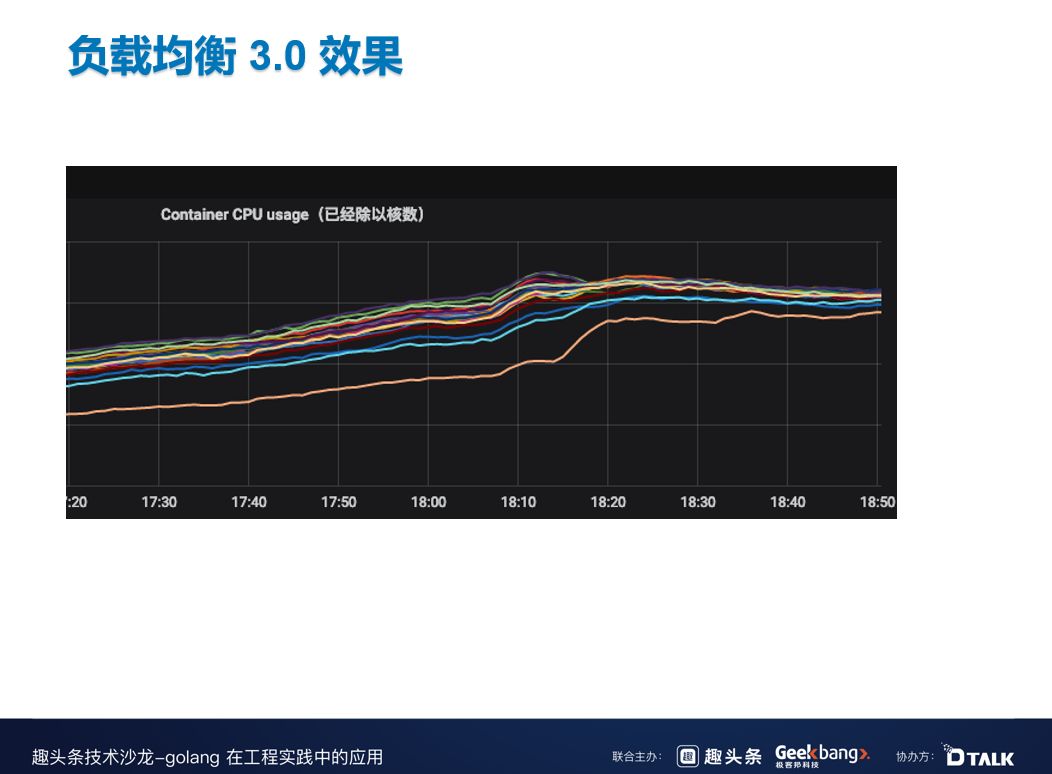 负载均衡 3.0 效果
Container CPU usage（已经除以核数）
:20 17:30 17:40 17:50 18:00 18:10 18:20 18:30 18:40 18:50
趣头条技术沙龙-golang 在工程实践中的应用
联合主办： 趣 趣头条 Geekbang 极客邦科技 协办方： DTALK